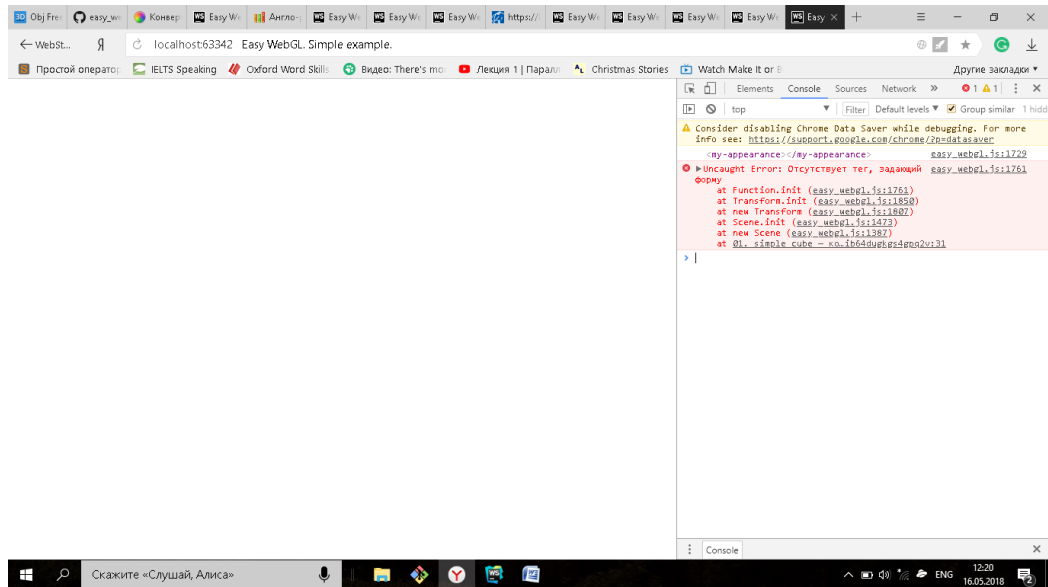 Obj Fre
easy_we
Конвер
Easy We
Англо-р
Easy We
Easy We
Easy We
https://
Easy We
Easy We
Easy We
Easy We
Easy
WebSt...
localhost:63342 Easy WebGL. Simple example.
Простой оператор
IELTS Speaking
Oxford Word Skills
Видео: There's mo
Лекция 1 | Паралл
Christmas Stories
Watch Make It or B
Другие закладки
Elements Console Sources Network » 1 1
top Filter Default levels Group similar 1 hidd
Consider disabling Chrome Data Saver while debugging. For more
info see: https://support.google.com/chrome/?p=datasaver
<my-appearance></my-appearance> easy_webgl.js:1729
Uncaught Error: Отсутствует тег, задающий easy_webgl.js:1761
форму
at Function.init (easy_webgl.js:1761)
at Transform.init (easy_webgl.js:1850)
at new Transform (easy_webgl.js:1807)
at Scene.init (easy_webgl.js:1473)
at new Scene (easy_webgl.js:1387)
at 01. simple cube — ко…ib64dugkgs4gpq2v:31
>
Console
Скажите «Слушай, Алиса»
ENG
12:20
16.05.2018